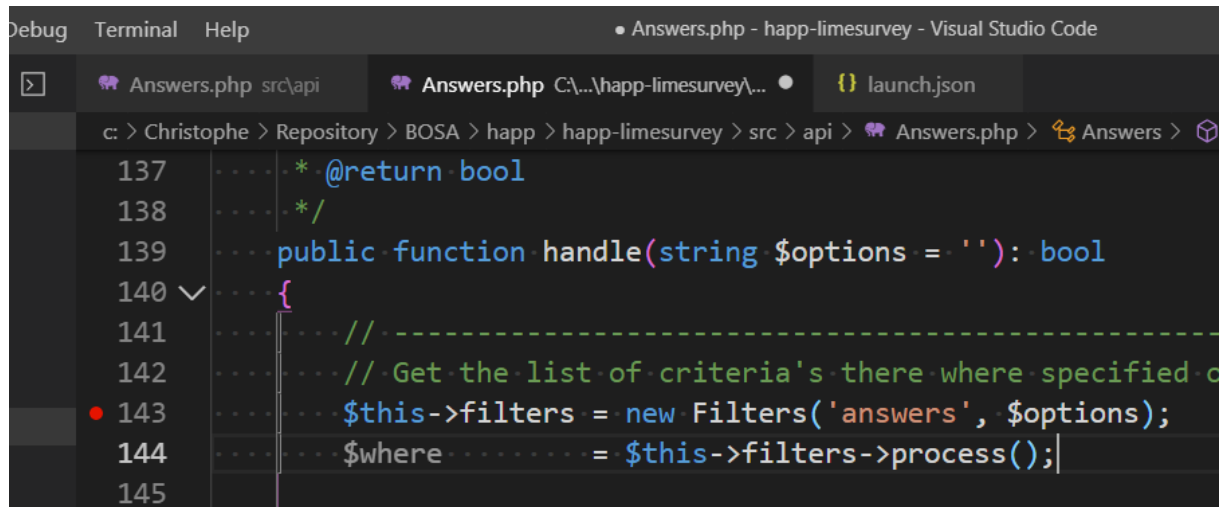 Debug Terminal Help ● Answers.php - happ-limesurvey - Visual Studio Code
Answers.php src\api Answers.php C:\...\happ-limesurvey\... ● {} launch.json
c: > Christophe > Repository > BOSA > happ > happ-limesurvey > src > api > Answers.php > Answers >
137 * @return bool
138 */
139 public function handle(string $options = ''): bool
140 {
141 // --------------------------------------------------
142 // Get the list of criteria's there where specified
143 $this->filters = new Filters('answers', $options);
144 $where = $this->filters->process();
145